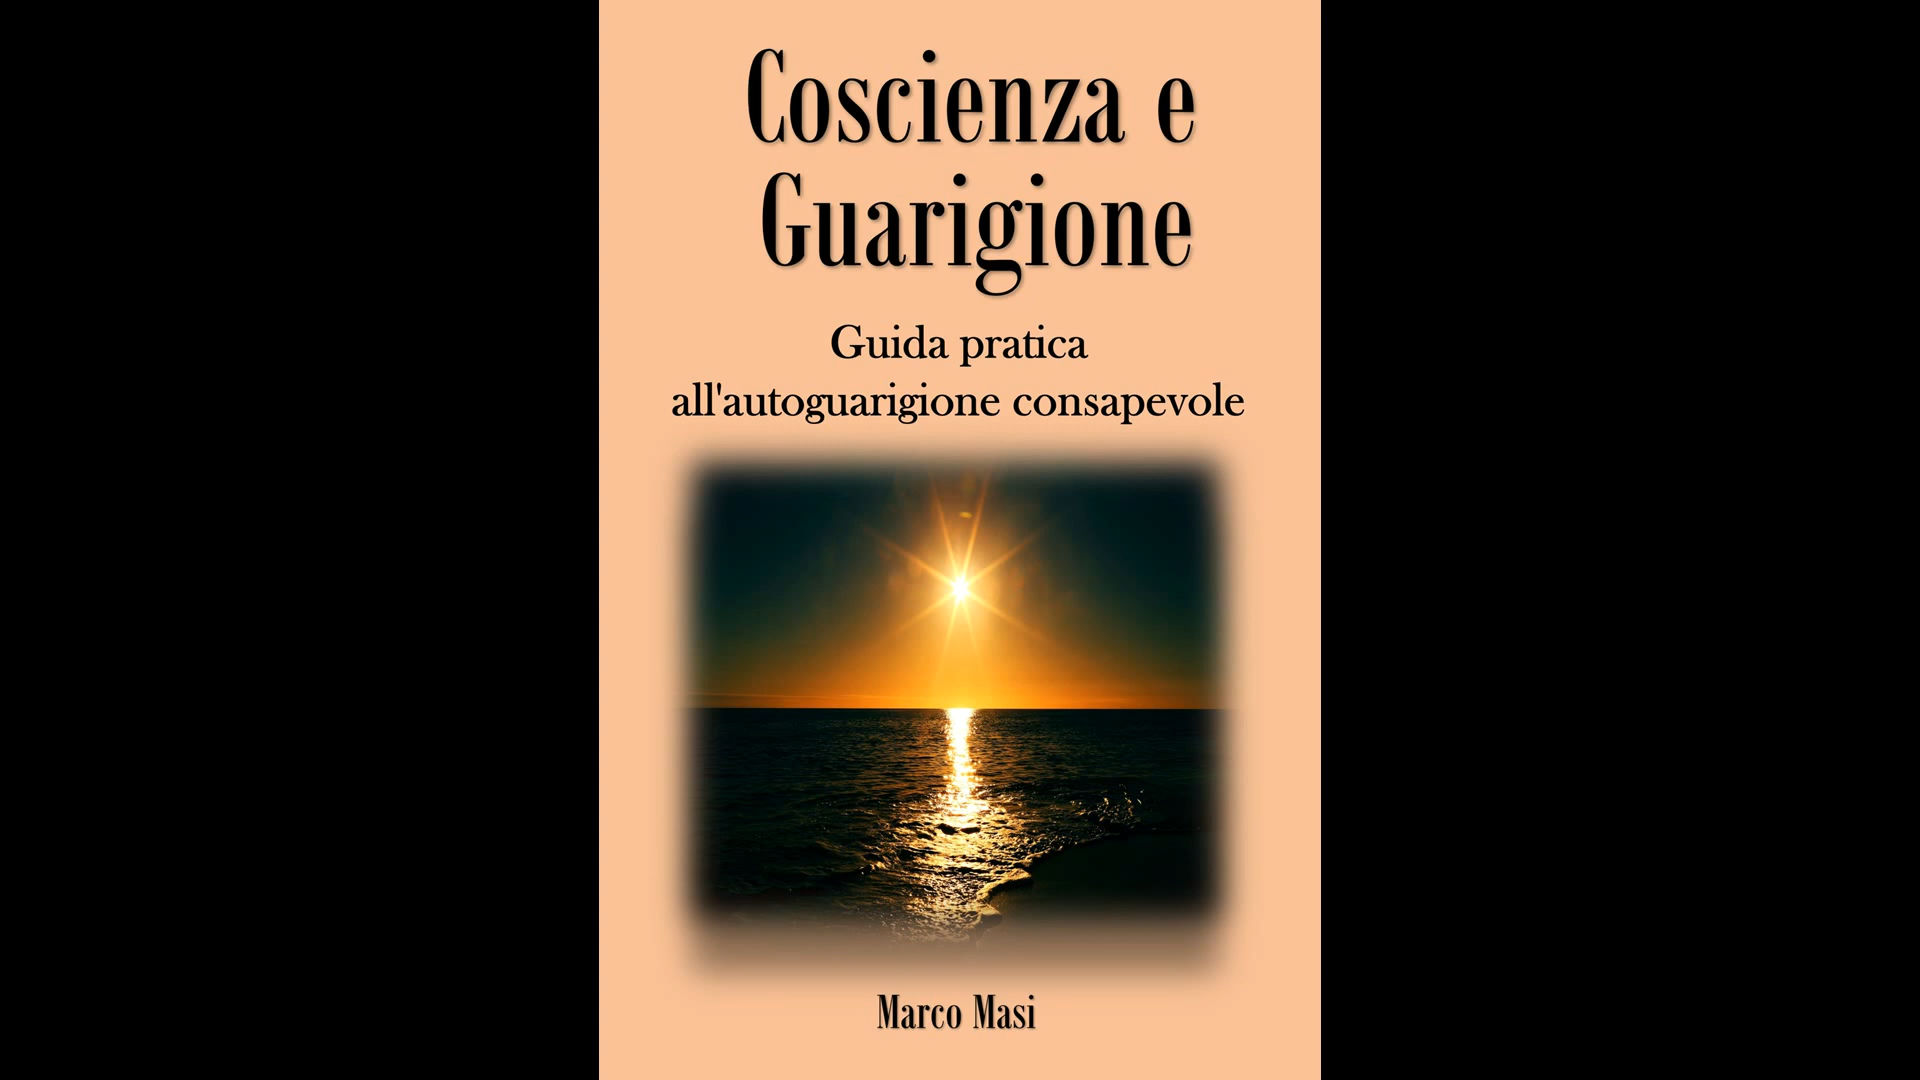 Coscienza e
Guarigione
Guida pratica
all'autoguarigione consapevole
Marco Masi